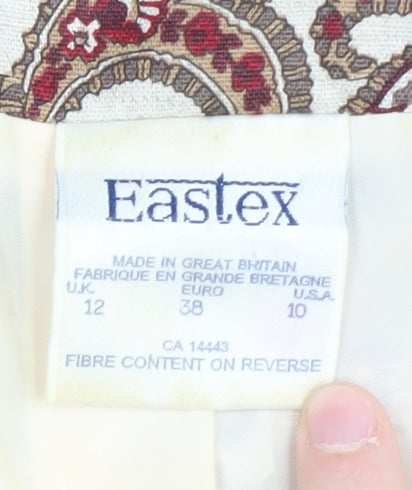 Eastex
MADE IN GREAT BRITAIN
FABRIQUE EN GRANDE BRETAGNE
U.K. EURO U.S.A.
12 38 10
CA 14443
FIBRE CONTENT ON REVERSE